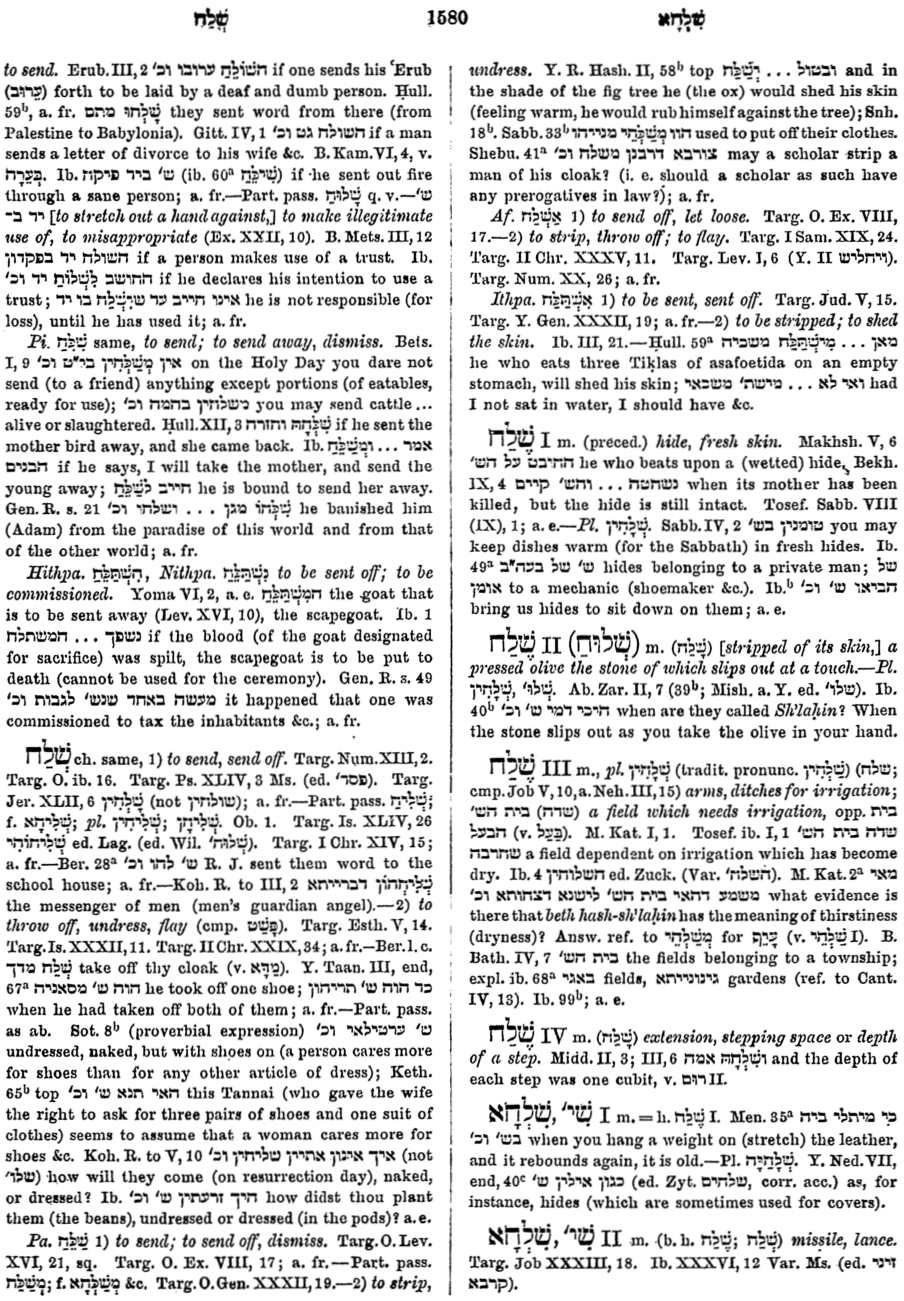 שָׁלַח 1580 שִׁלְחָא
to send. Erub. III, 2 השולח ערובו וכ׳ if one sends his ʿErub
(עֵרוּב) forth to be laid by a deaf and dumb person. Ḥull.
59ᵇ, a. fr. שָׁלְחוּ מתם they sent word from there (from
Palestine to Babylonia). Gitt. IV, 1 השולח גט וכ׳ if a man
sends a letter of divorce to his wife &c. B. Kam. VI, 4, v.
בְּעֵרָה. Ib. ש׳ ביד פיקח (ib. 60ᵃ שִׁילַּח) if he sent out fire
through a sane person; a. fr.—Part. pass. שָׁלוּחַ q. v.—ש׳
יד ב־ [to stretch out a hand against,] to make illegitimate
use of, to misappropriate (Ex. XXII, 10). B. Mets. III, 12
השולח יד בפקדון if a person makes use of a trust. Ib.
החושב לִשְׁלוֹחַ יד וכ׳ if he declares his intention to use a
trust; אינו חייב עד שיִּשְׁלַח בו יד he is not responsible (for
loss), until he has used it; a. fr.
Pi. שִׁלַּח same, to send; to send away, dismiss. Bets.
I, 9 אין מְשַׁלְּחִין בי״ט וכ׳ on the Holy Day you dare not
send (to a friend) anything except portions (of eatables,
ready for use); משלחין בהמה וכ׳ you may send cattle ...
alive or slaughtered. Ḥull. XII, 3 שִׁלְּחָהּ וחזרה if he sent the
mother bird away, and she came back. Ib. אמר ... וּמְשַׁלֵּחַ
הבנים if he says, I will take the mother, and send the
young away; חייב לשַׁלֵּחַ he is bound to send her away.
Gen. R. s. 21 שִׁלְּחוֹ מגן ... ושלחו וכ׳ he banished him
(Adam) from the paradise of this world and from that
of the other world; a. fr.
Hithpa. הִשְׁתַּלֵּחַ, Nithpa. נִשְׁתַּלֵּחַ to be sent off; to be
commissioned. Yoma VI, 2, a. e. המִשְׁתַּלֵּחַ the goat that
is to be sent away (Lev. XVI, 10), the scapegoat. Ib. 1
נשפך ... המשתלח if the blood (of the goat designated
for sacrifice) was spilt, the scapegoat is to be put to
death (cannot be used for the ceremony). Gen. R. s. 49
מעשה באחד שנש׳ לגבות וכ׳ it happened that one was
commissioned to tax the inhabitants &c.; a. fr.
שְׁלַח ch. same, 1) to send, send off. Targ. Num. XIII, 2.
Targ. O. ib. 16. Targ. Ps. XLIV, 3 Ms. (ed. פסד׳). Targ.
Jer. XLII, 6 שָׁלְחִין (not שולחין); a. fr.—Part. pass. שְׁלִיחַ;
f. שְׁלִיחָא; pl. שְׁלִיחִין; שְׁלִיחָן. Ob. 1. Targ. Is. XLIV, 26
שְׁלִיחוֹהִי ed. Lag. (ed. Wil. שְׁלוּח׳). Targ. I Chr. XIV, 15;
a. fr.—Ber. 28ᵃ ש׳ להו וכ׳ R. J. sent them word to the
school house; a. fr.—Koh. R. to III, 2 שְׁלִיחֲהוֹן דברייתא
the messenger of men (men's guardian angel).—2) to
throw off, undress, flay (cmp. פָּשַׁט). Targ. Esth. V, 14.
Targ. Is. XXXII, 11. Targ. II Chr. XXIX, 34; a. fr.—Ber. l. c.
שְׁלַח מדך take off thy cloak (v. מַדָּא). Y. Taan. III, end,
67ᵃ הוה ש׳ מסאניה he took off one shoe; כד הוה ש׳ תריהון
when he had taken off both of them; a. fr.—Part. pass.
as ab. Sot. 8ᵇ (proverbial expression) ש׳ ערטילאי וכ׳
undressed, naked, but with shoes on (a person cares more
for shoes than for any other article of dress); Keth.
65ᵇ top האי תנא ש׳ וכ׳ this Tannai (who gave the wife
the right to ask for three pairs of shoes and one suit of
clothes) seems to assume that a woman cares more for
shoes &c. Koh. R. to V, 10 איך אינון אתיין שליחין וכ׳ (not
שלו׳) how will they come (on resurrection day), naked,
or dressed? Ib. היך זרעתין ש׳ וכ׳ how didst thou plant
them (the beans), undressed or dressed (in the pods)? a. e.
Pa. שַׁלַּח 1) to send; to send off, dismiss. Targ. O. Lev.
XVI, 21, sq. Targ. O. Ex. VIII, 17; a. fr.—Part. pass.
מְשַׁלַּח; f. מְשַׁלְּחָא &c. Targ. O. Gen. XXXII, 19.—2) to strip,
undress. Y. R. Hash. II, 58ᵇ top ובטול ... יְשַׁלַּח and in
the shade of the fig tree he (the ox) would shed his skin
(feeling warm, he would rub himself against the tree); Snh.
18ᵇ. Sabb. 33ᵇ הוו מְשַׁלְּחִי מנייהו used to put off their clothes.
Shebu. 41ᵃ צורבא דרבנן משלח וכ׳ may a scholar strip a
man of his cloak? (i. e. should a scholar as such have
any prerogatives in law?); a. fr.
Af. אַשְׁלַח 1) to send off, let loose. Targ. O. Ex. VIII,
17.—2) to strip, throw off; to flay. Targ. I Sam. XIX, 24.
Targ. II Chr. XXXV, 11. Targ. Lev. I, 6 (Y. II ויחליש).
Targ. Num. XX, 26; a. fr.
Ithpa. אִשְׁתַּלַּח 1) to be sent, sent off. Targ. Jud. V, 15.
Targ. Y. Gen. XXXII, 19; a. fr.—2) to be stripped; to shed
the skin. Ib. III, 21.—Ḥull. 59ᵃ מאן ... מִישְׁתַּלַּח משכיה
he who eats three Tiḳlas of asafoetida on an empty
stomach, will shed his skin; ואי לא ... מישת׳ משכאי had
I not sat in water, I should have &c.
שֶׁלַח I m. (preced.) hide, fresh skin. Makhsh. V, 6
החיבט על הש׳ he who beats upon a (wetted) hide, Bekh.
IX, 4 נשחטה ... והש׳ קיים when its mother has been
killed, but the hide is still intact. Tosef. Sabb. VIII
(IX), 1; a. e.—Pl. שְׁלָחִין. Sabb. IV, 2 טומנין בש׳ you may
keep dishes warm (for the Sabbath) in fresh hides. Ib.
49ᵃ ש׳ של בעה״ב hides belonging to a private man; של
אומן to a mechanic (shoemaker &c.). Ib.ᵇ הביאו ש׳ וכ׳
bring us hides to sit down on them; a. e.
שֶׁלַח II (שְׁלוּחַ) m. (שָׁלַח) [stripped of its skin,] a
pressed olive the stone of which slips out at a touch.—Pl.
שְׁלָחִין, שְׁלוּ׳. Ab. Zar. II, 7 (39ᵇ; Mish. a. Y. ed. שלו׳). Ib.
40ᵇ היכי דמי ש׳ וכ׳ when are they called Sh'laḥin? When
the stone slips out as you take the olive in your hand.
שֶׁלַח III m., pl. שְׁלָחִין (tradit. pronunc. שַׁלְחִין) (שלח;
cmp. Job V, 10, a. Neh. III, 15) arms, ditches for irrigation;
בית הש׳ (שדה) a field which needs irrigation, opp. בית
הבעל (v. בַּעַל). M. Kat. I, 1. Tosef. ib. I, 1 שדה בית הש׳
שחרבה a field dependent on irrigation which has become
dry. Ib. 4 השלוחין ed. Zuck. (Var. השלח׳). M. Kat. 2ᵃ מאי
משמע דהאי בית הש׳ לישנא דצחותא וכ׳ what evidence is
there that beth hash-sh'laḥin has the meaning of thirstiness
(dryness)? Answ. ref. to מְשַׁלְהֵי for עָיֵף (v. שַׁלְהֵי I). B.
Bath. IV, 7 בית הש׳ the fields belonging to a township;
expl. ib. 68ᵃ באגי fields, גינונייתא gardens (ref. to Cant.
IV, 13). Ib. 99ᵇ; a. e.
שֶׁלַח IV m. (שָׁלַח) extension, stepping space or depth
of a step. Midd. II, 3; III, 6 ושִׁלְחָהּ אמה and the depth of
each step was one cubit, v. רוּם II.
שַׁלְחָא, שִׁי׳ I m. = h. שֶׁלַח I. Men. 35ᵃ כי מיתלי ביה
בש׳ וכ׳ when you hang a weight on (stretch) the leather,
and it rebounds again, it is old.—Pl. שַׁלְחַיָּה. Y. Ned. VII,
end, 40ᶜ כגון אילין ש׳ (ed. Zyt. שלחים, corr. acc.) as, for
instance, hides (which are sometimes used for covers).
שַׁלְחָא, שִׁי׳ II m. (b. h. שֶׁלַח; שָׁלַח) missile, lance.
Targ. Job XXXIII, 18. Ib. XXXVI, 12 Var. Ms. (ed. זייני
קרבא).